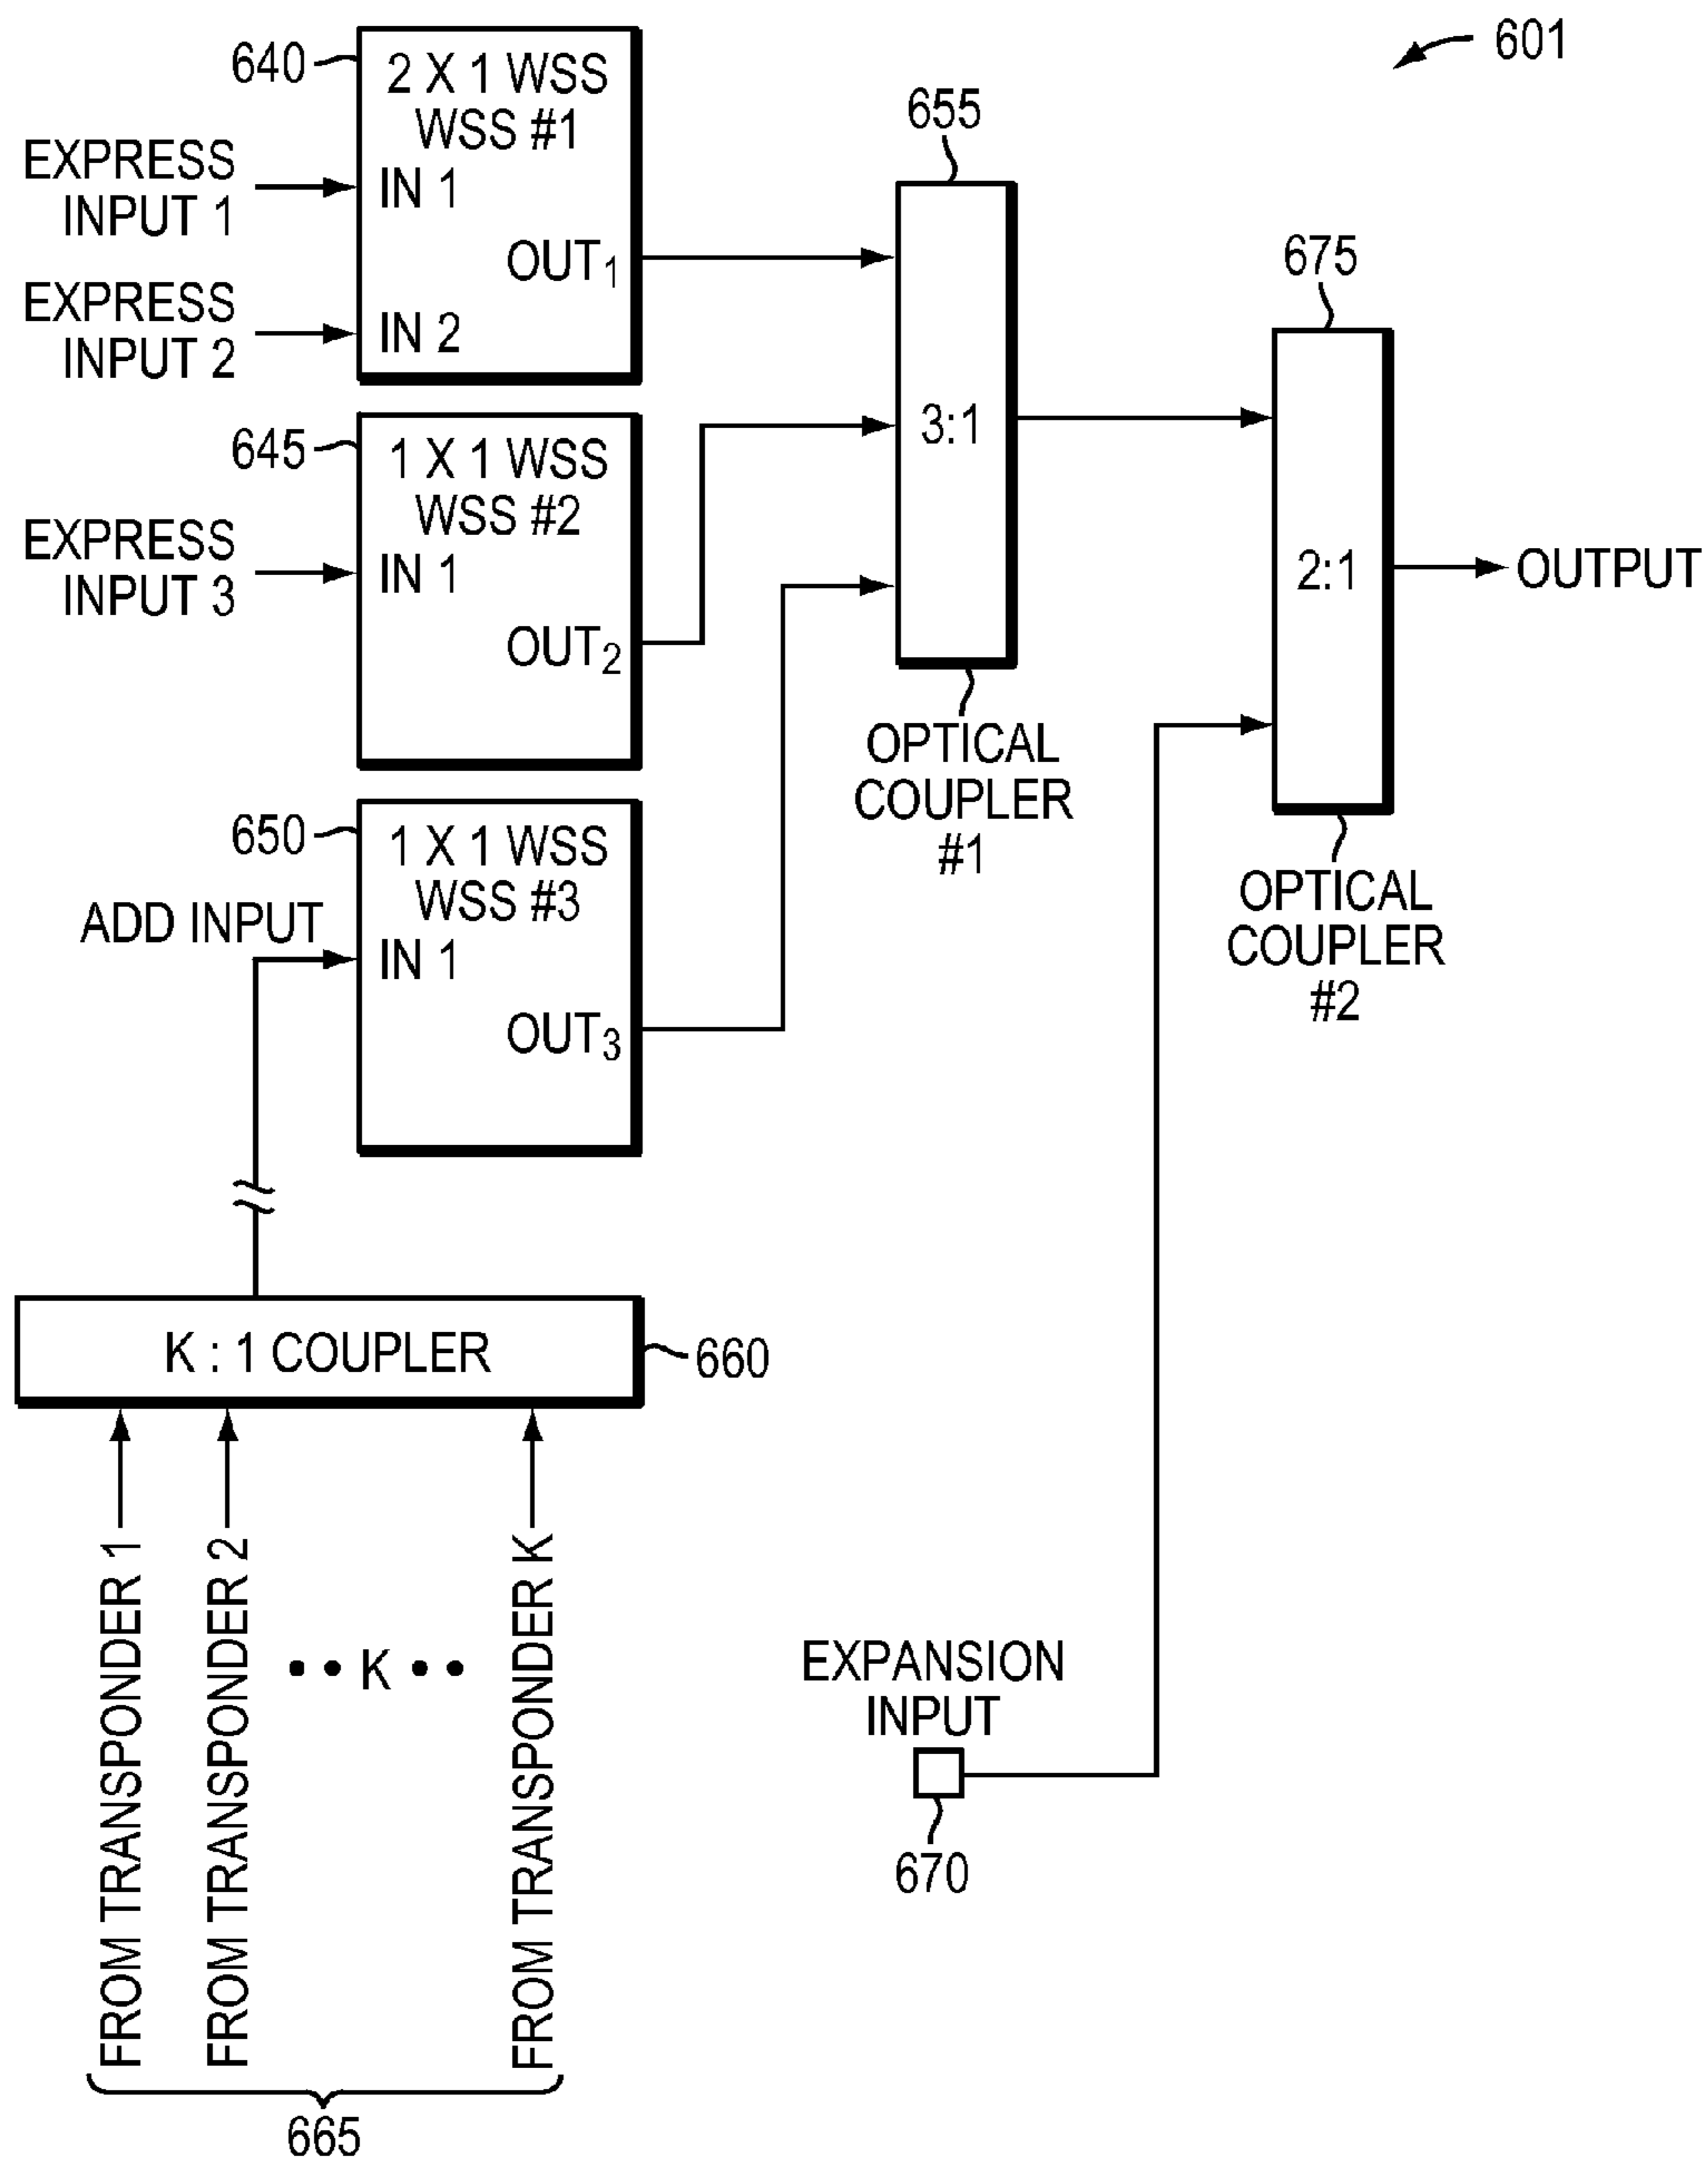 601
640
2 X 1 WSS
WSS #1
EXPRESS
INPUT 1
IN 1
OUT1
EXPRESS
INPUT 2
IN 2
655
3:1
OPTICAL
COUPLER
#1
675
2:1
OUTPUT
OPTICAL
COUPLER
#2
645
1 X 1 WSS
WSS #2
EXPRESS
INPUT 3
IN 1
OUT2
650
1 X 1 WSS
WSS #3
ADD INPUT
IN 1
OUT3
K : 1 COUPLER
660
FROM TRANSPONDER 1
FROM TRANSPONDER 2
• • K • •
FROM TRANSPONDER K
665
EXPANSION
INPUT
670